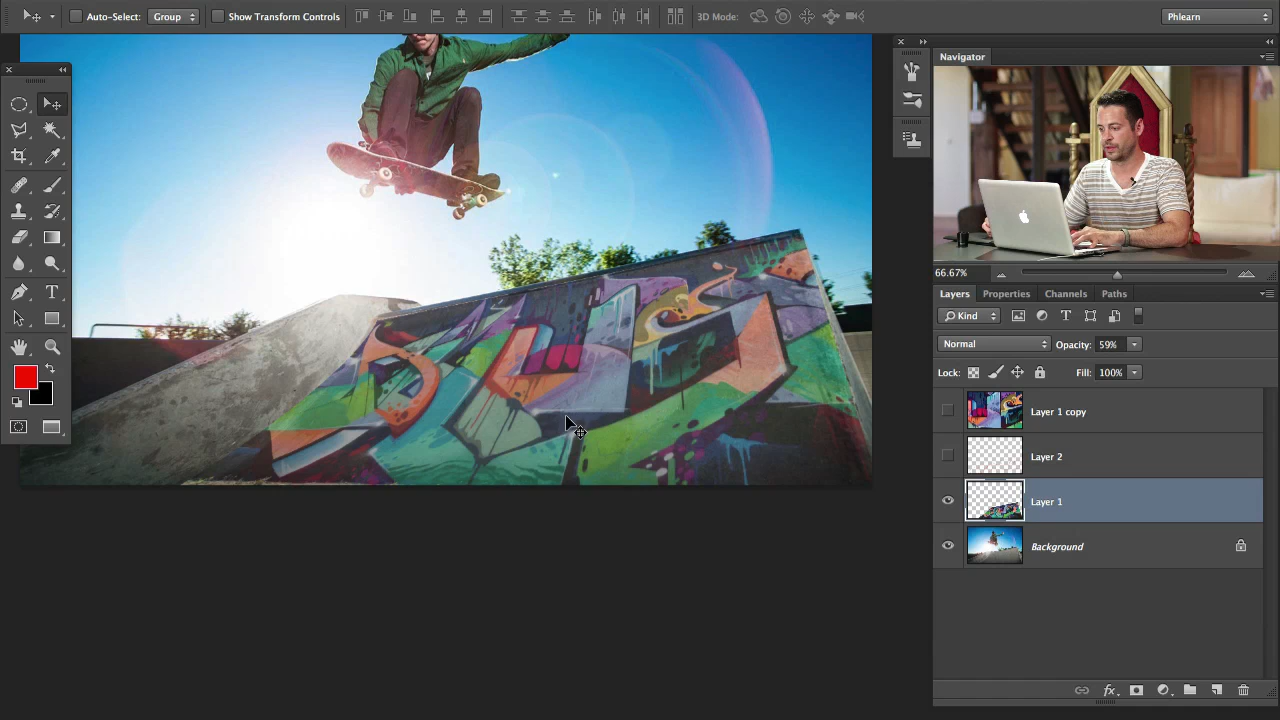 Auto-Select: Group Show Transform Controls 3D Mode: Phlearn
Navigator
66.67%
Layers Properties Channels Paths
Kind
Normal Opacity: 59%
Lock: Fill: 100%
Layer 1 copy
Layer 2
Layer 1
Background
fx